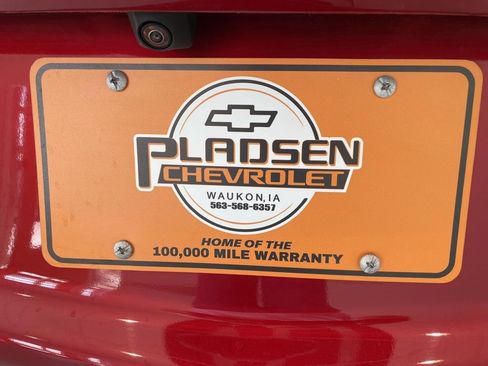 PLADSEN
CHEVROLET
WAUKON, IA
563-568-6357
HOME OF THE
100,000 MILE WARRANTY